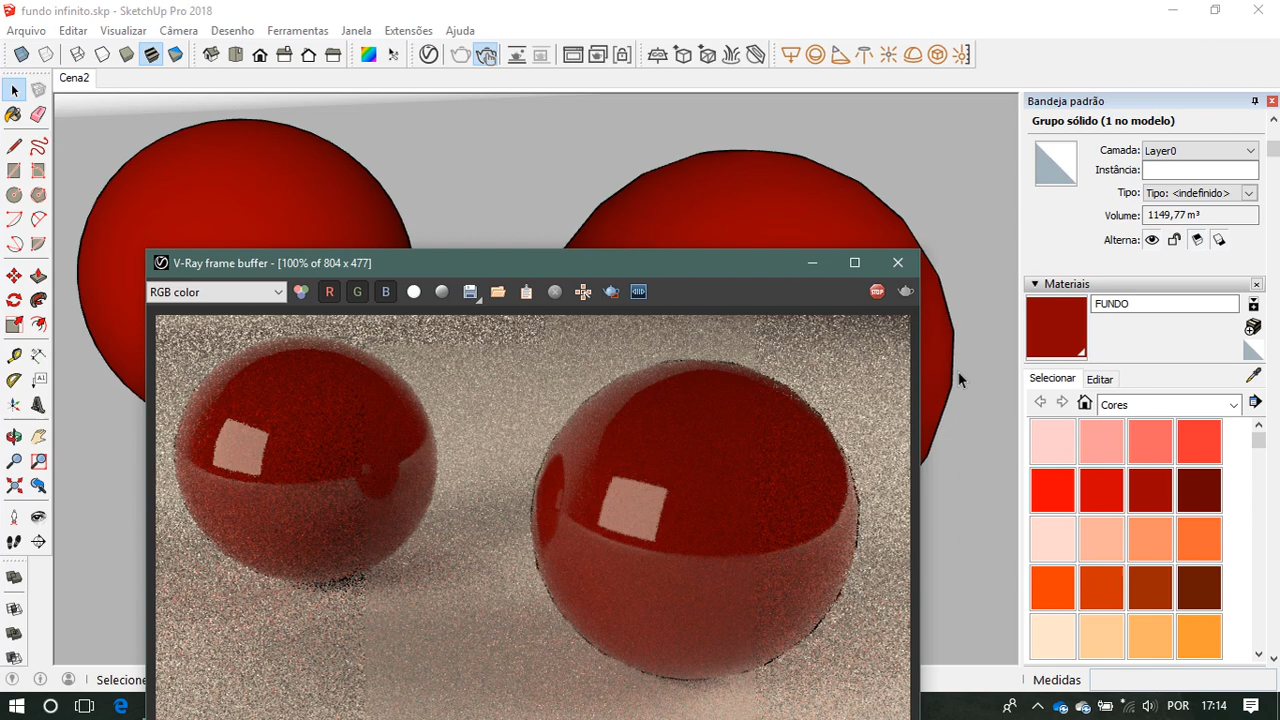 fundo infinito.skp - SketchUp Pro 2018
Arquivo Editar Visualizar Câmera Desenho Ferramentas Janela Extensões Ajuda
Cena2
Bandeja padrão
Grupo sólido (1 no modelo)
Camada: Layer0
Instância:
Tipo: Tipo: <indefinido>
Volume: 1149,77 m³
Alterna:
V-Ray frame buffer - [100% of 804 x 477]
RGB color
R G B
STOP
Materiais
FUNDO
Selecionar Editar
Cores
Selecione
Medidas
POR 17:14